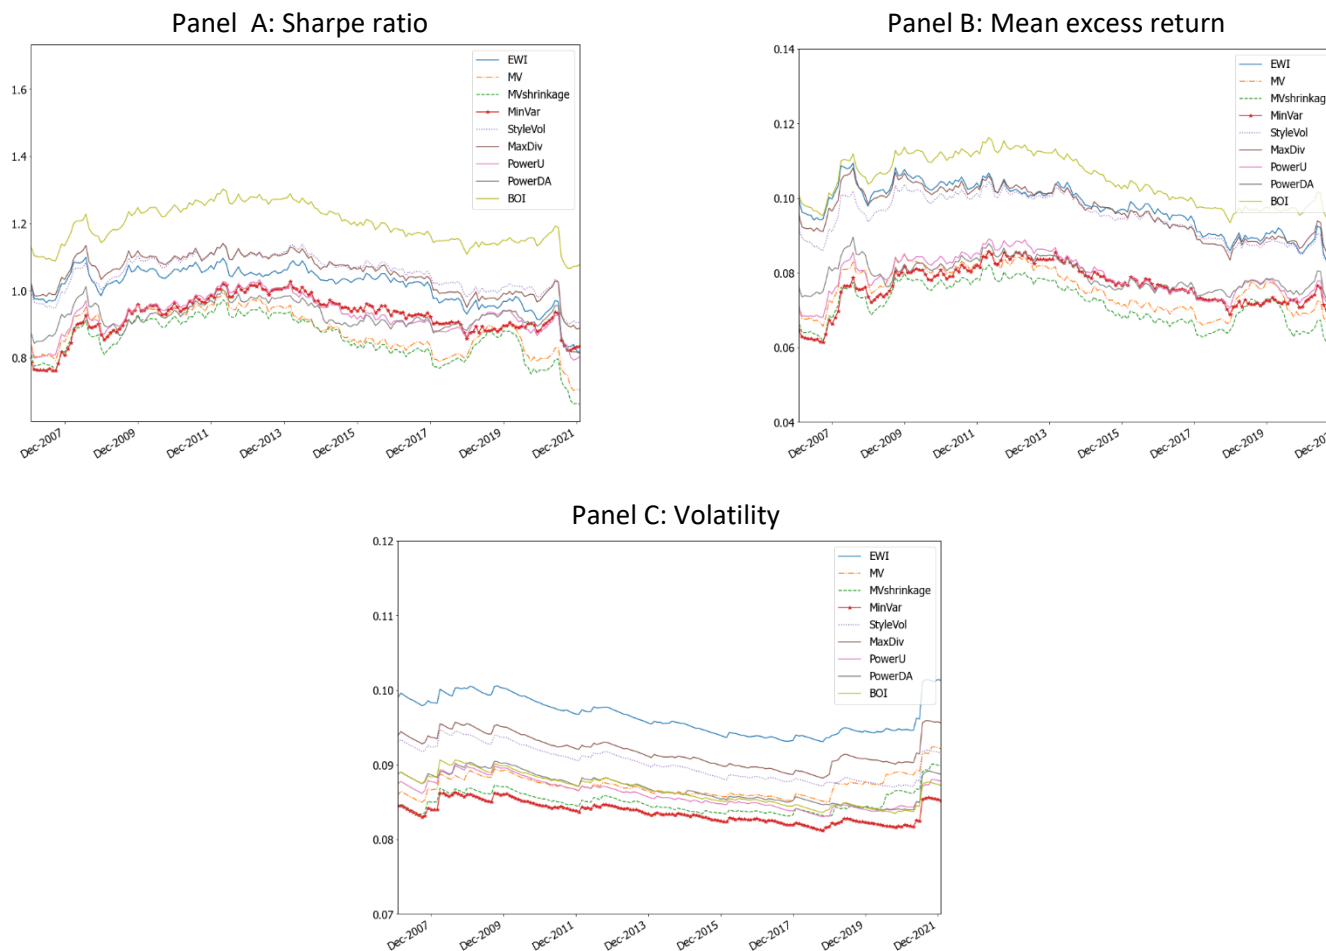 Panel A: Sharpe ratio
1.6
1.4
1.2
1.0
0.8
EWI
MV
MVshrinkage
MinVar
StyleVol
MaxDiv
PowerU
PowerDA
BOI
Dec-2007
Dec-2009
Dec-2011
Dec-2013
Dec-2015
Dec-2017
Dec-2019
Dec-2021
Panel B: Mean excess return
0.14
0.12
0.10
0.08
0.06
0.04
EWI
MV
MVshrinkage
MinVar
StyleVol
MaxDiv
PowerU
PowerDA
BOI
Dec-2007
Dec-2009
Dec-2011
Dec-2013
Dec-2015
Dec-2017
Dec-2019
Panel C: Volatility
0.12
0.11
0.10
0.09
0.08
0.07
EWI
MV
MVshrinkage
MinVar
StyleVol
MaxDiv
PowerU
PowerDA
BOI
Dec-2007
Dec-2009
Dec-2011
Dec-2013
Dec-2015
Dec-2017
Dec-2019
Dec-2021